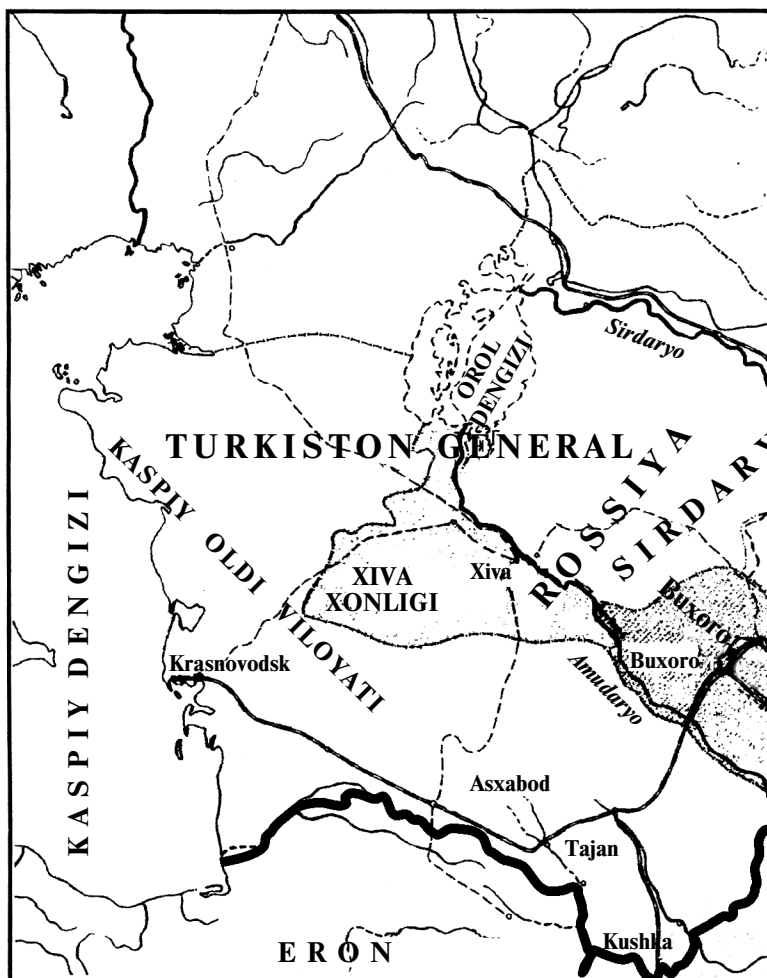 Sirdaryo
OROL
DENGIZI
TURKISTON GENERAL
ROSSIYA
SIRDARY
KASPIY OLDI VILOYATI
KASPIY DENGIZI
XIVA
XONLIGI
Xiva
Buxoro
Buxoro
Amudaryo
Krasnovodsk
Asxabod
Tajan
Kushka
ERON